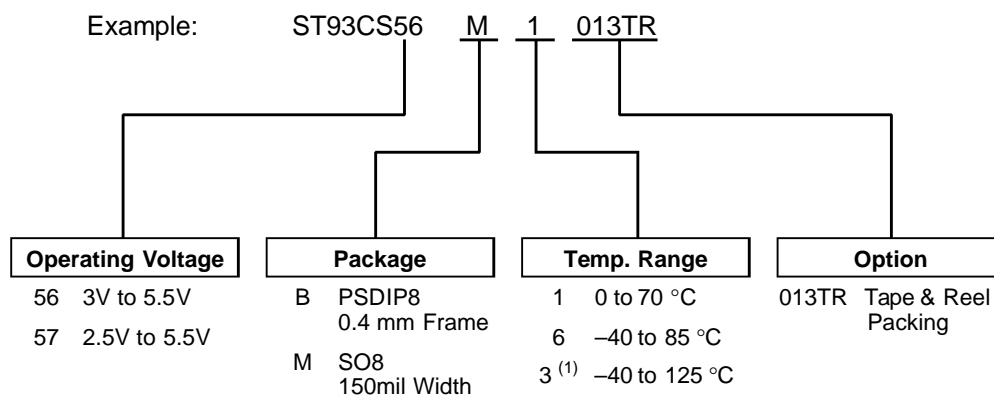 Example: ST93CS56 M 1 013TR
Operating Voltage
56 3V to 5.5V
57 2.5V to 5.5V
Package
B PSDIP8
0.4 mm Frame
M SO8
150mil Width
Temp. Range
1 0 to 70 °C
6 –40 to 85 °C
3 (1) –40 to 125 °C
Option
013TR Tape & Reel
Packing